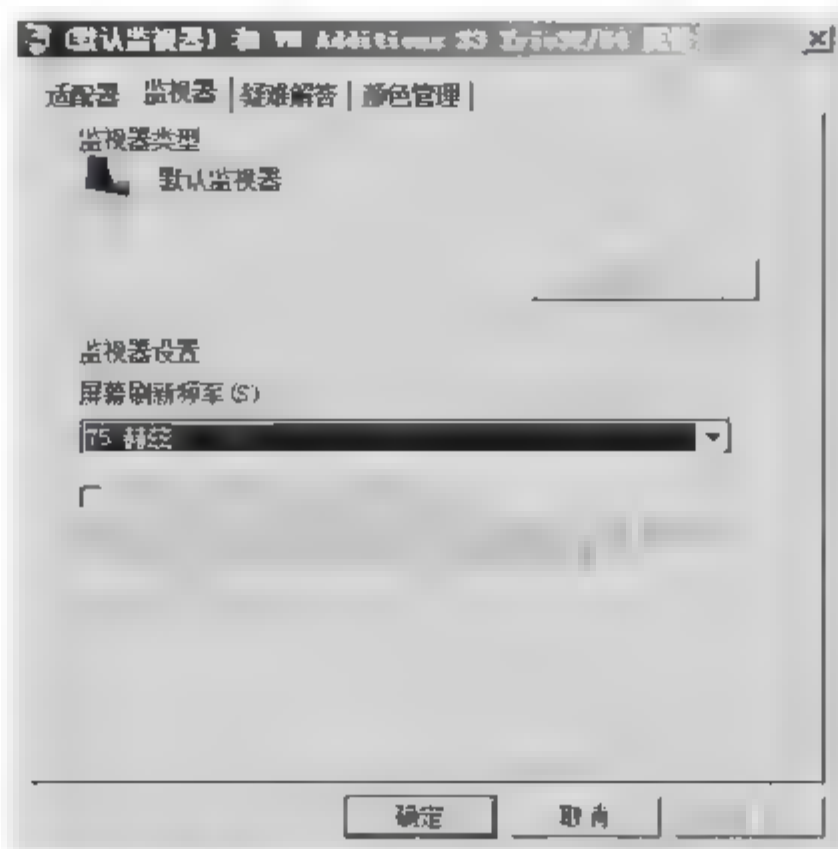 (默认监视器) 和 VM Additions S3 Trio32/64
适配器 监视器 疑难解答 颜色管理
监视器类型
默认监视器
监视器设置
屏幕刷新频率(S)
75 赫兹
确定 取消